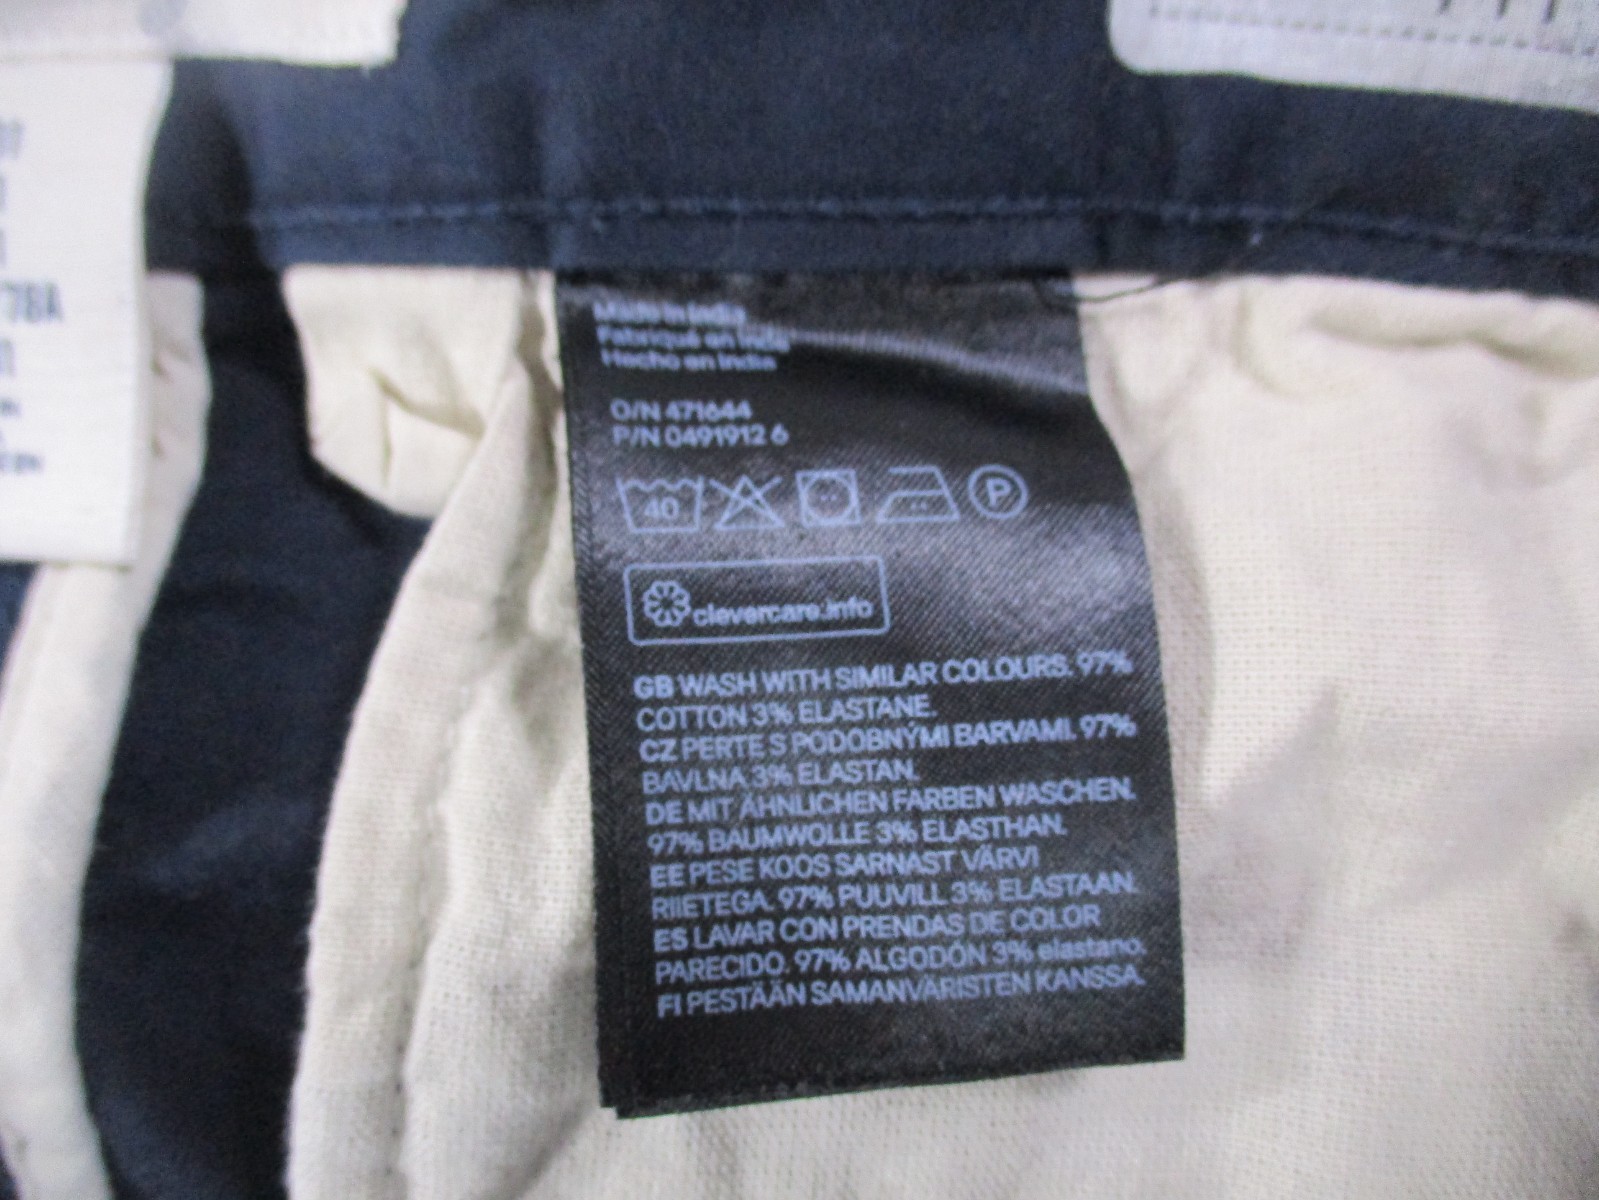 Made in India
Fabriqué en Inde
Hecho en India
O/N 471644
P/N 0491912 6
40
P
clevercare.info
GB WASH WITH SIMILAR COLOURS. 97%
COTTON 3% ELASTANE.
CZ PERTE S PODOBNÝMI BARVAMI. 97%
BAVLNA 3% ELASTAN.
DE MIT ÄHNLICHEN FARBEN WASCHEN.
97% BAUMWOLLE 3% ELASTHAN.
EE PESE KOOS SARNAST VÄRVI
RIIETEGA. 97% PUUVILL 3% ELASTAAN.
ES LAVAR CON PRENDAS DE COLOR
PARECIDO. 97% ALGODÓN 3% elastano.
FI PESTÄÄN SAMANVÄRISTEN KANSSA.